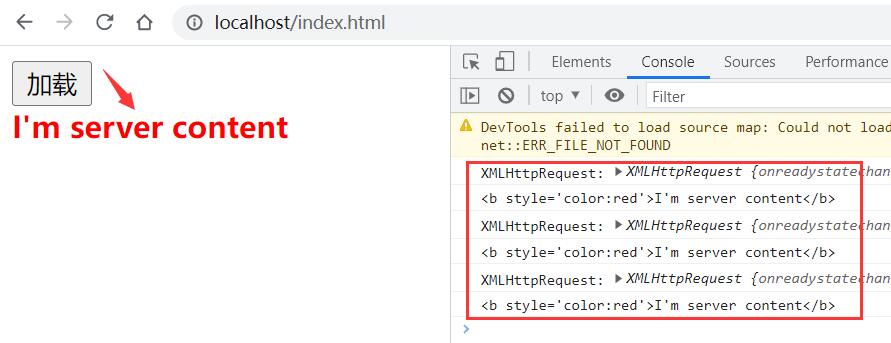 localhost/index.html
加载
I'm server content
Elements Console Sources Performance
top Filter
DevTools failed to load source map: Could not load
net::ERR_FILE_NOT_FOUND
XMLHttpRequest: XMLHttpRequest {onreadystatechan
<b style='color:red'>I'm server content</b>
XMLHttpRequest: XMLHttpRequest {onreadystatechan
<b style='color:red'>I'm server content</b>
XMLHttpRequest: XMLHttpRequest {onreadystatechan
<b style='color:red'>I'm server content</b>